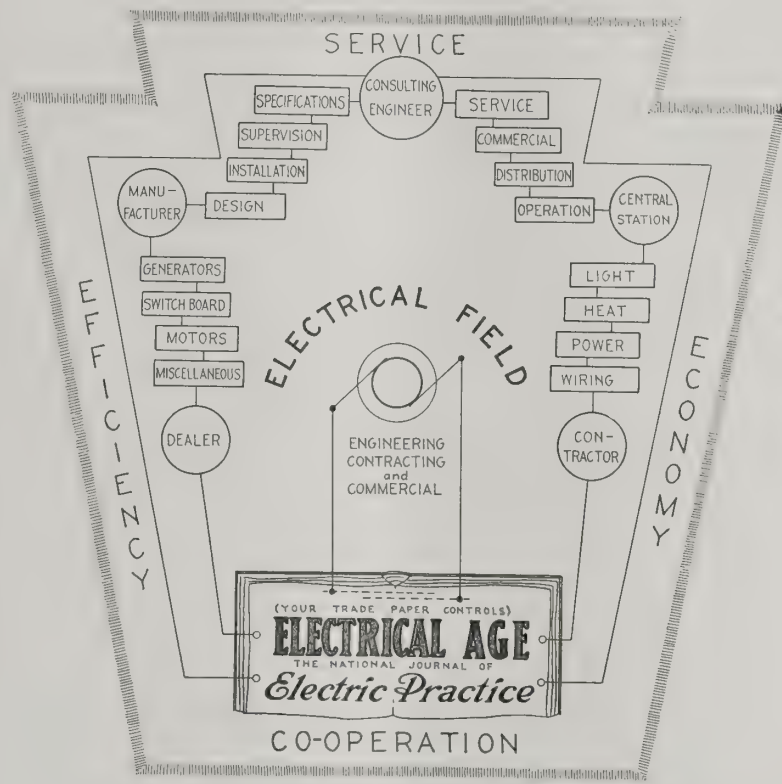 SERVICE
CONSULTING
ENGINEER
SPECIFICATIONS
SUPERVISION
INSTALLATION
DESIGN
MANU-
FACTURER
GENERATORS
SWITCH BOARD
MOTORS
MISCELLANEOUS
DEALER
SERVICE
COMMERCIAL
DISTRIBUTION
OPERATION
CENTRAL
STATION
LIGHT
HEAT
POWER
WIRING
CON-
TRACTOR
EFFICIENCY
ECONOMY
ELECTRICAL FIELD
ENGINEERING
CONTRACTING
and
COMMERCIAL
(YOUR TRADE PAPER CONTROLS)
ELECTRICAL AGE
THE NATIONAL JOURNAL OF
Electric Practice
CO-OPERATION